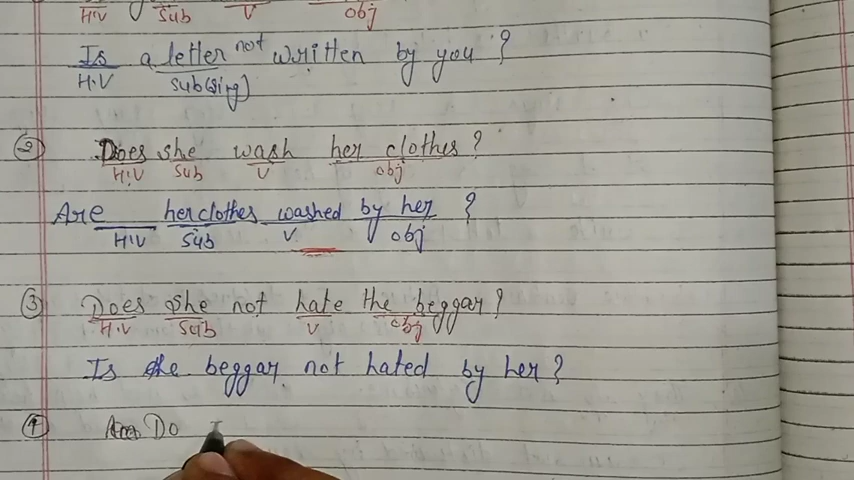 H.V Sub V obj
Is a letter not written by you ?
H.V Sub(sing)
② Does she wash her clothes ?
H.V Sub V obj
Are her clothes washed by her ?
H.V Sub V obj
③ Does she not hate the beggar ?
H.V Sub V obj
Is the beggar not hated by her ?
④ Do